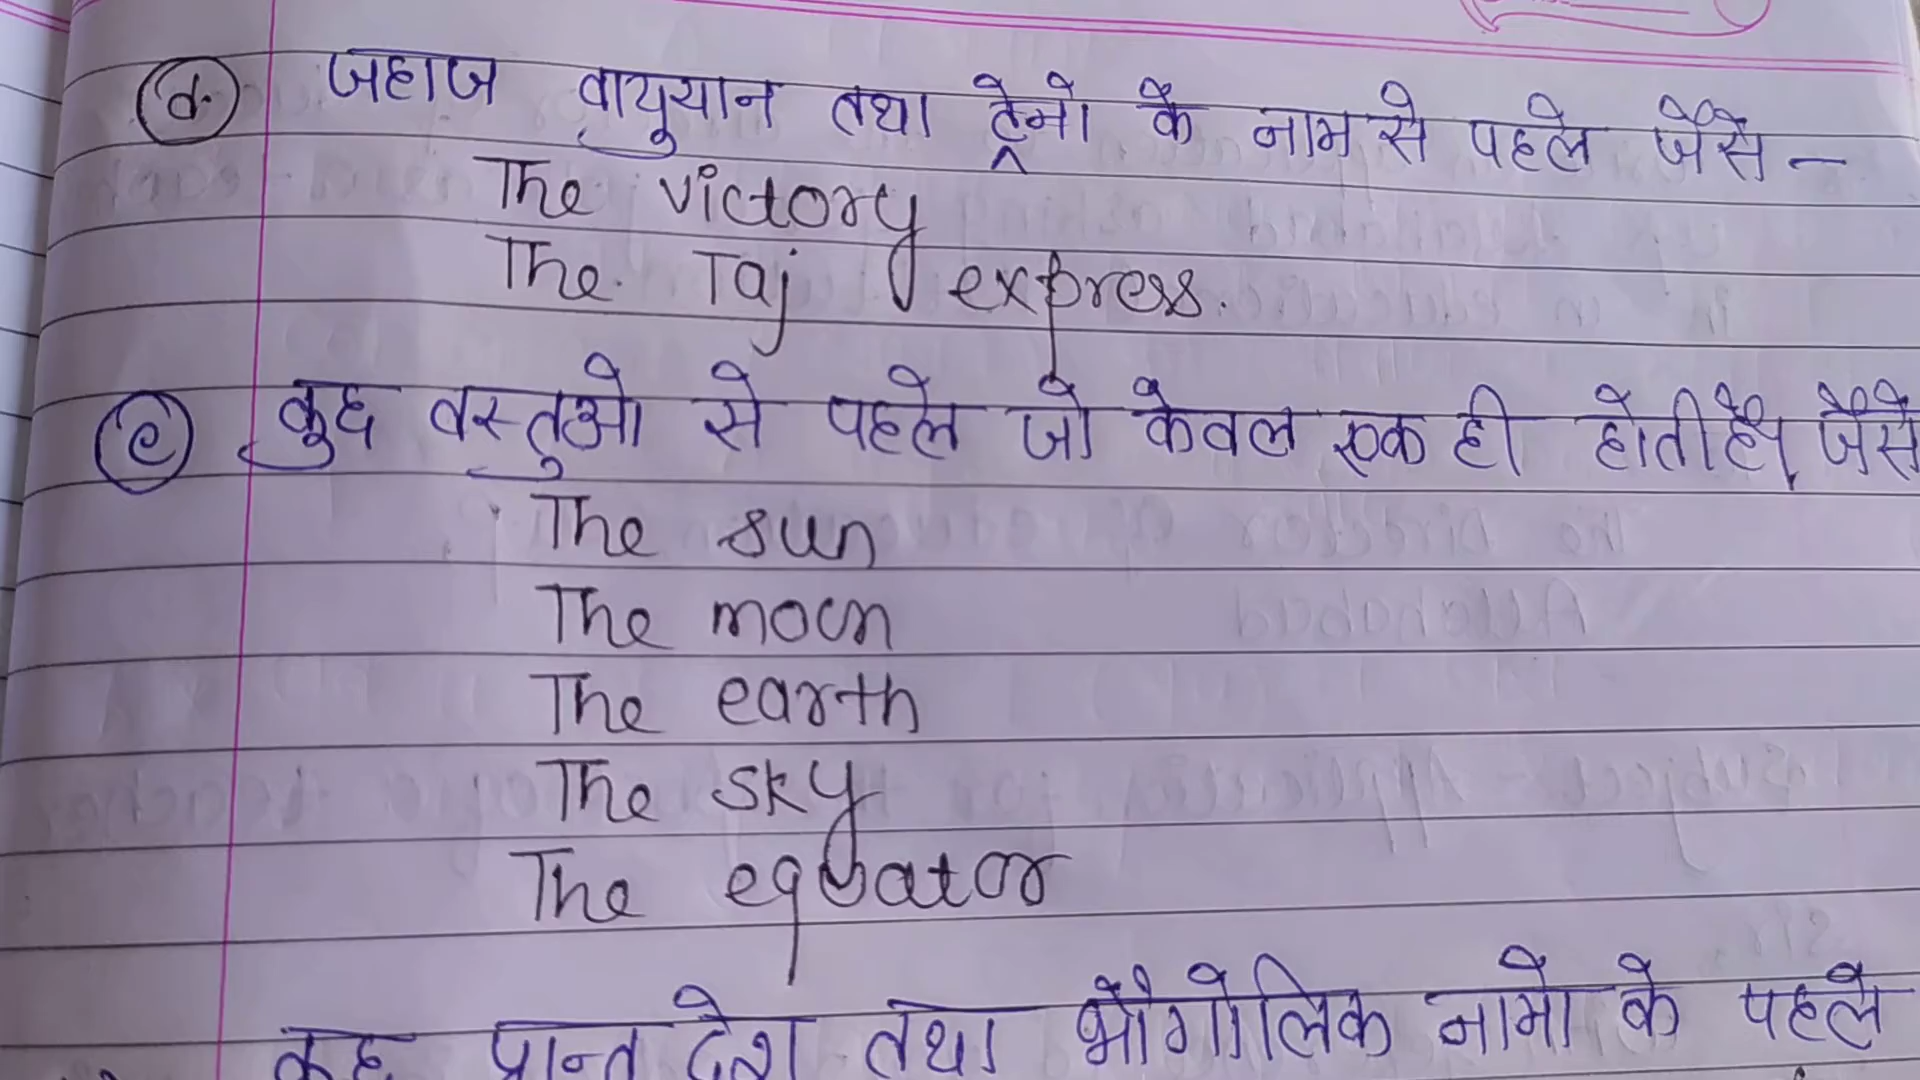 (d) जहाज वायुयान तथा ट्रेनो के नाम से पहले जैसे -
The victory
The Taj express.
(e) कुछ वस्तुओ से पहले जो केवल एक ही होती है। जैसे
The sun
The moon
The earth
The sky
The equator
कुछ प्रान्त देश तथा भौगोलिक नामो के पहले